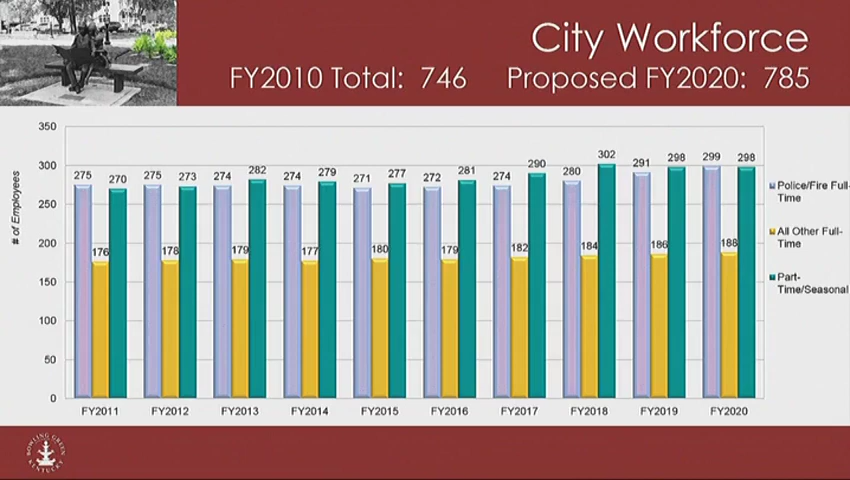 City Workforce
FY2010 Total: 746 Proposed FY2020: 785
350
300
250
200
150
100
50
0
# of Employees
275 176 270
275 178 273
274 179 282
274 177 279
271 180 277
272 179 281
274 182 290
280 184 302
291 186 298
299 188 298
FY2011 FY2012 FY2013 FY2014 FY2015 FY2016 FY2017 FY2018 FY2019 FY2020
Police/Fire Full-
Time
All Other Full-
Time
Part-
Time/Seasonal
BOWLING GREEN
KENTUCKY